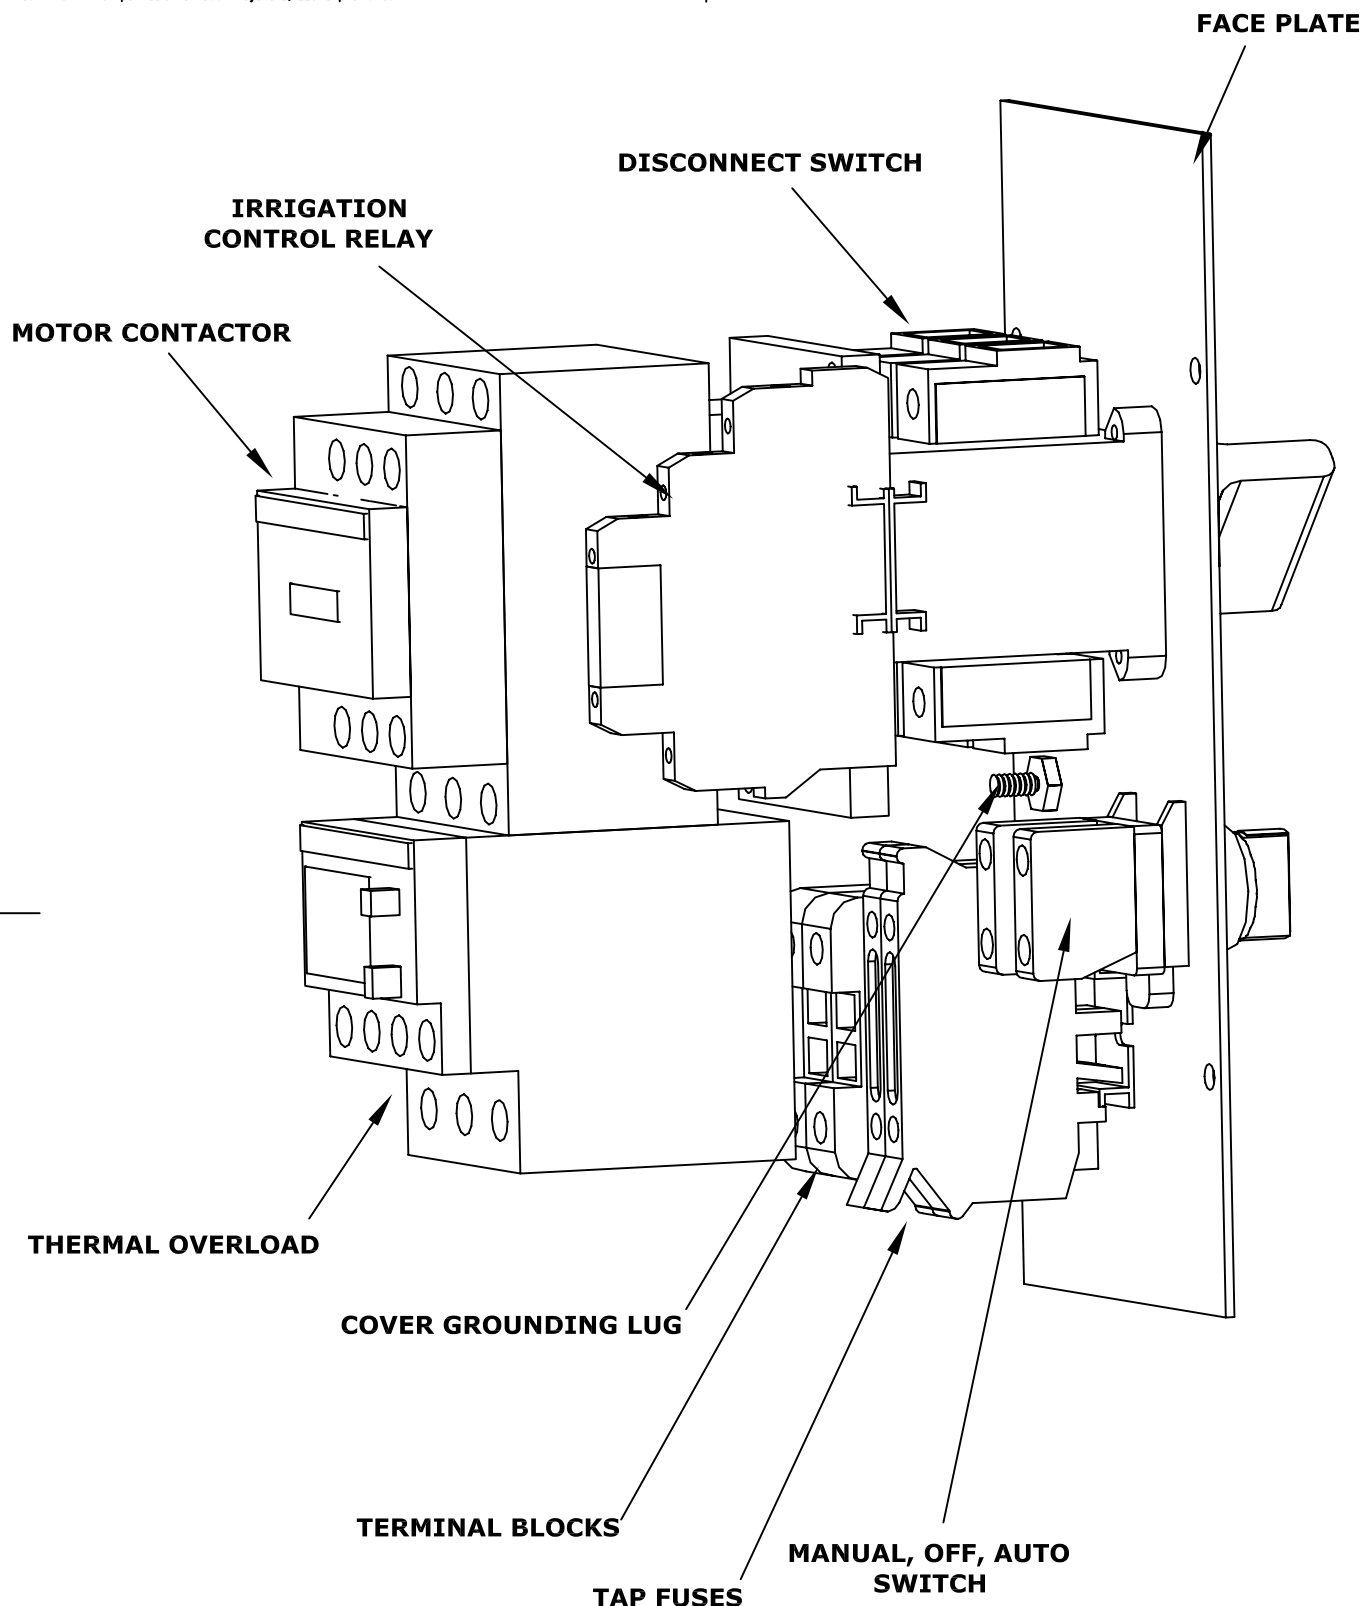 FACE PLATE
DISCONNECT SWITCH
IRRIGATION
CONTROL RELAY
MOTOR CONTACTOR
THERMAL OVERLOAD
COVER GROUNDING LUG
TERMINAL BLOCKS
MANUAL, OFF, AUTO
SWITCH
TAP FUSES